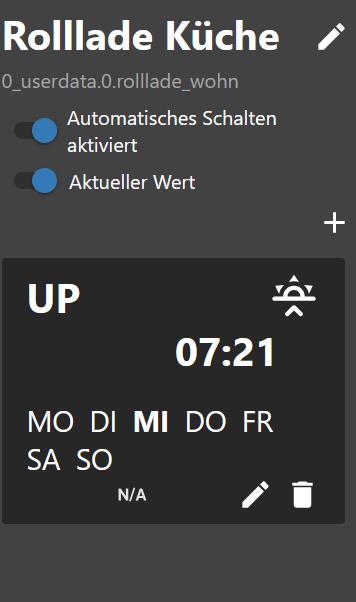 Rolllade Küche
0_userdata.0.rolllade_wohn
Automatisches Schalten
aktiviert
Aktueller Wert
UP
07:21
MO DI MI DO FR
SA SO
N/A